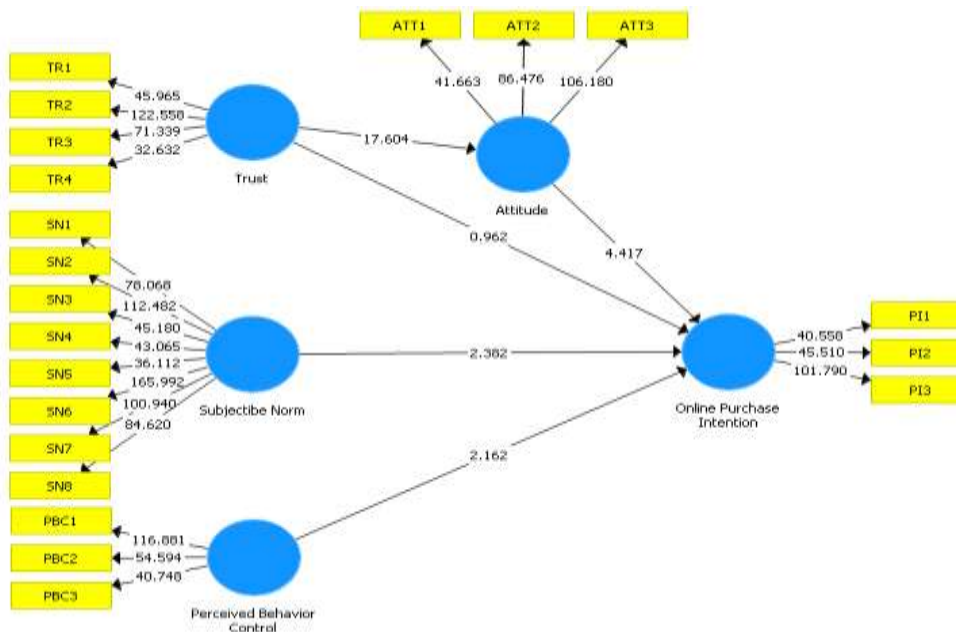 ATT1
ATT2
ATT3
41.663
86.476
106.180
TR1
TR2
TR3
TR4
45.965
122.558
71.339
32.632
Trust
17.604
Attitude
0.962
4.417
SN1
SN2
SN3
SN4
SN5
SN6
SN7
SN8
78.068
112.482
45.180
43.065
36.112
165.992
100.940
84.620
Subjectibe Norm
2.382
PI1
PI2
PI3
40.558
45.510
101.790
Online Purchase
Intention
2.162
PBC1
PBC2
PBC3
116.881
54.594
40.748
Perceived Behavior
Control